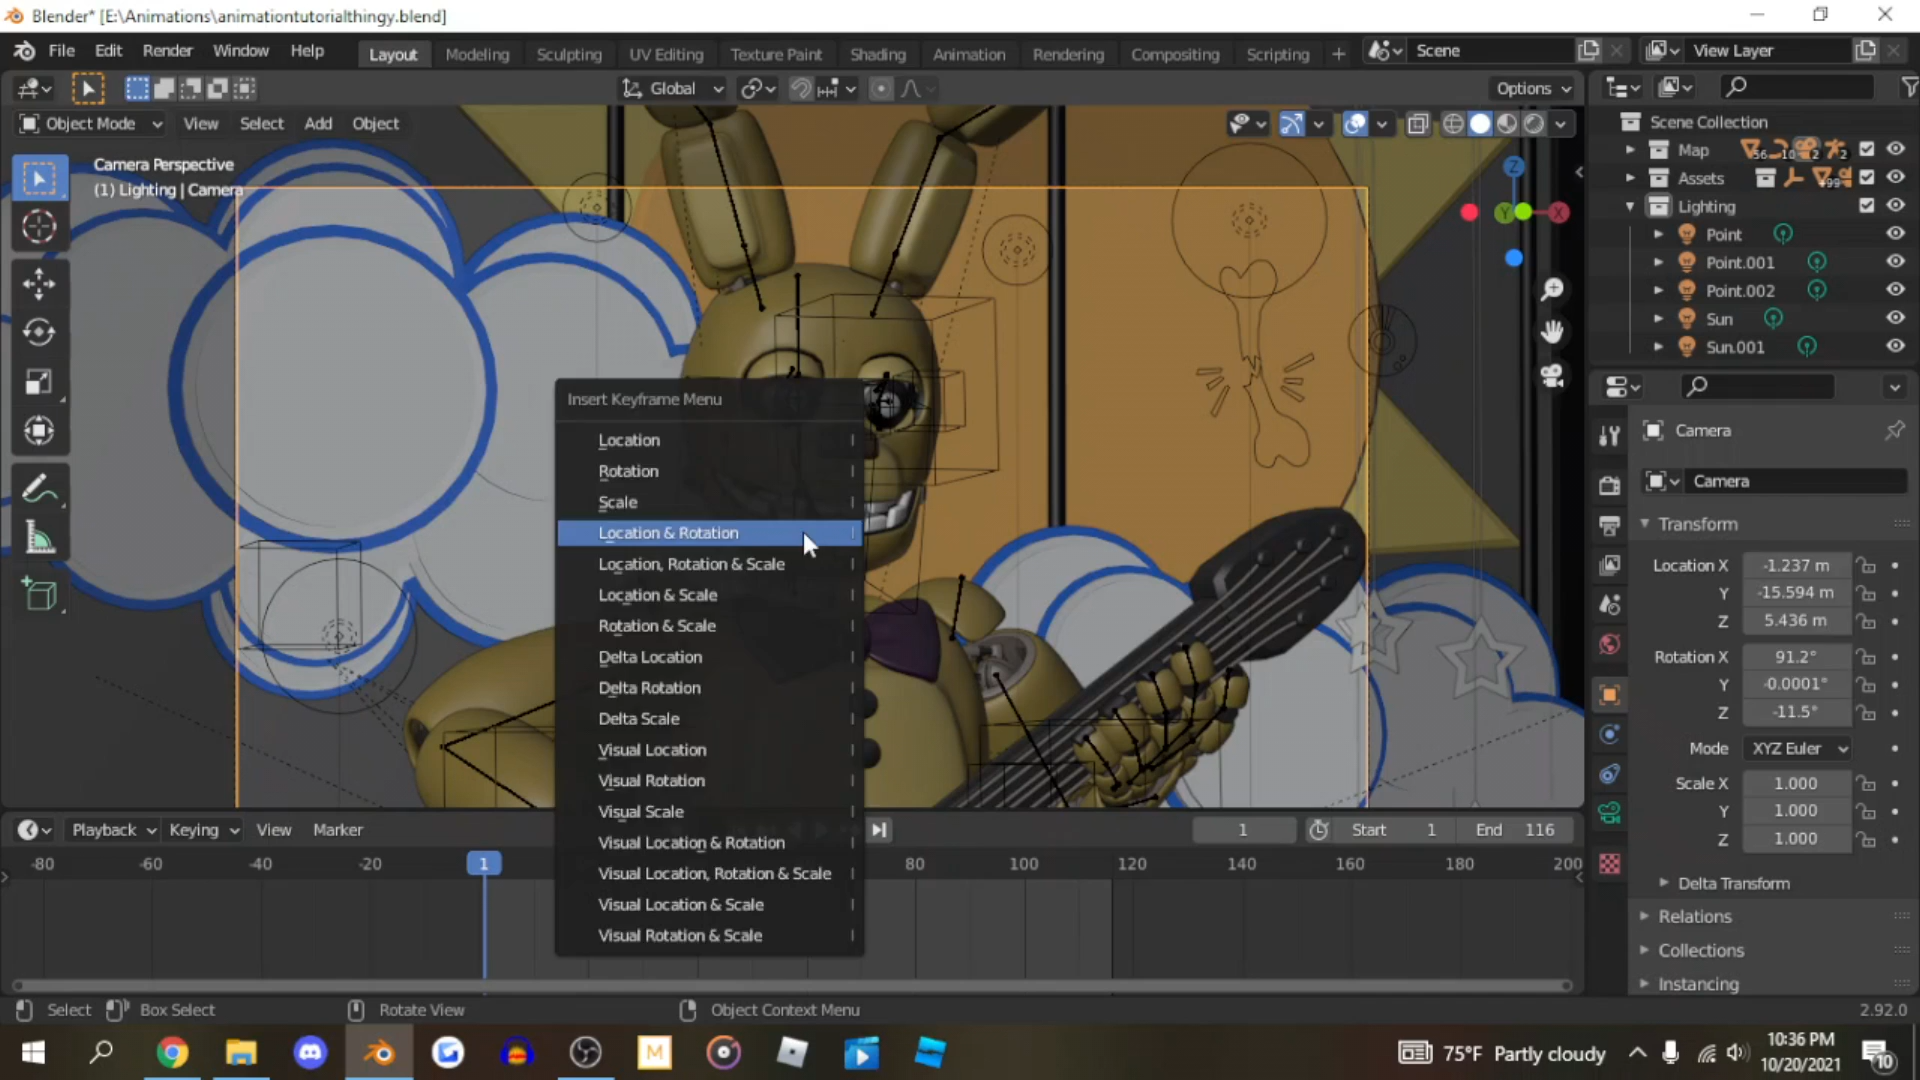 Blender* [E:\Animations\animationtutorialthingy.blend]
File Edit Render Window Help Layout Modeling Sculpting UV Editing Texture Paint Shading Animation Rendering Compositing Scripting + Scene View Layer
Global Options
Object Mode View Select Add Object
Camera Perspective
(1) Lighting | Camera
Z
Y X
Scene Collection
Map 56 10 2 2
Assets +99
Lighting
Point
Point.001
Point.002
Sun
Sun.001
Insert Keyframe Menu
Location I
Rotation I
Scale I
Location & Rotation I
Location, Rotation & Scale I
Location & Scale I
Rotation & Scale I
Delta Location I
Delta Rotation I
Delta Scale I
Visual Location I
Visual Rotation I
Visual Scale I
Visual Location & Rotation I
Visual Location, Rotation & Scale I
Visual Location & Scale I
Visual Rotation & Scale I
Camera
Camera
Transform
Location X -1.237 m
Y -15.594 m
Z 5.436 m
Rotation X 91.2°
Y -0.0001°
Z -11.5°
Mode XYZ Euler
Scale X 1.000
Y 1.000
Z 1.000
Delta Transform
Relations
Collections
Instancing
Playback Keying View Marker 1 Start 1 End 116
-80 -60 -40 -20 1 80 100 120 140 160 180 200
Select Box Select Rotate View Object Context Menu 2.92.0
M 75°F Partly cloudy 10:36 PM
10/20/2021 10